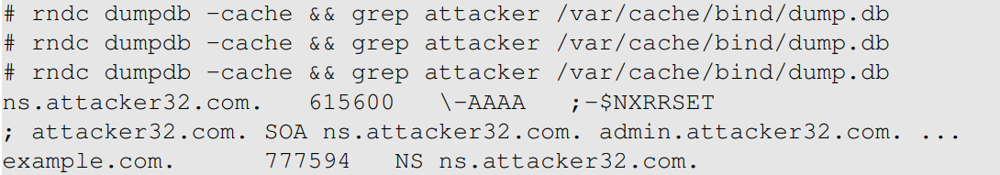 # rndc dumpdb -cache && grep attacker /var/cache/bind/dump.db
# rndc dumpdb -cache && grep attacker /var/cache/bind/dump.db
# rndc dumpdb -cache && grep attacker /var/cache/bind/dump.db
ns.attacker32.com.   615600   \-AAAA   ;-$NXRRSET
; attacker32.com. SOA ns.attacker32.com. admin.attacker32.com. ...
example.com.       777594   NS ns.attacker32.com.